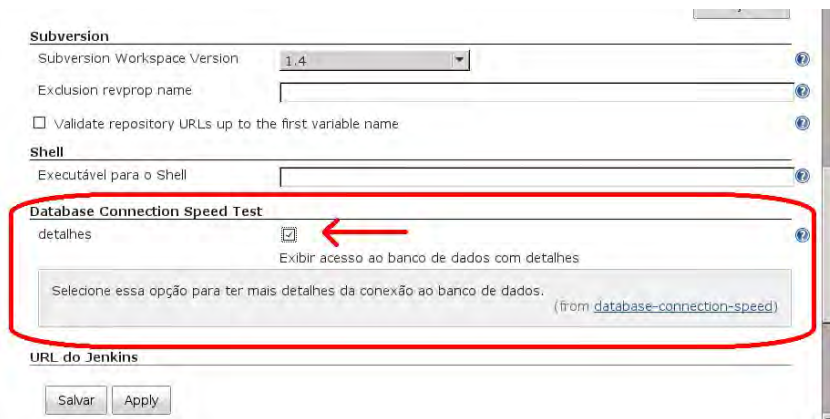 Subversion
Subversion Workspace Version 1.4
Exclusion revprop name
Validate repository URLs up to the first variable name
Shell
Executável para o Shell
Database Connection Speed Test
detalhes
Exibir acesso ao banco de dados com detalhes
Selecione essa opção para ter mais detalhes da conexão ao banco de dados.
(from database-connection-speed)
URL do Jenkins
Salvar Apply